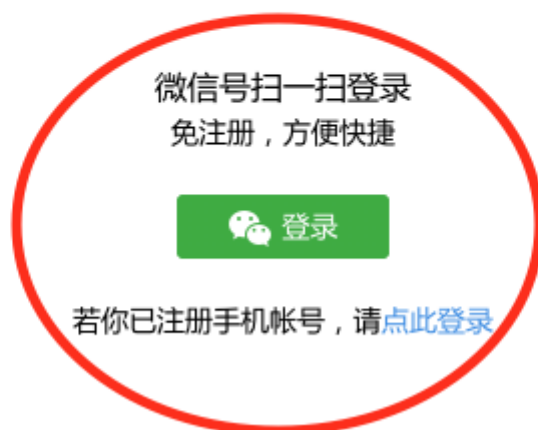 微信号扫一扫登录
免注册，方便快捷
登录
若你已注册手机帐号，请点此登录